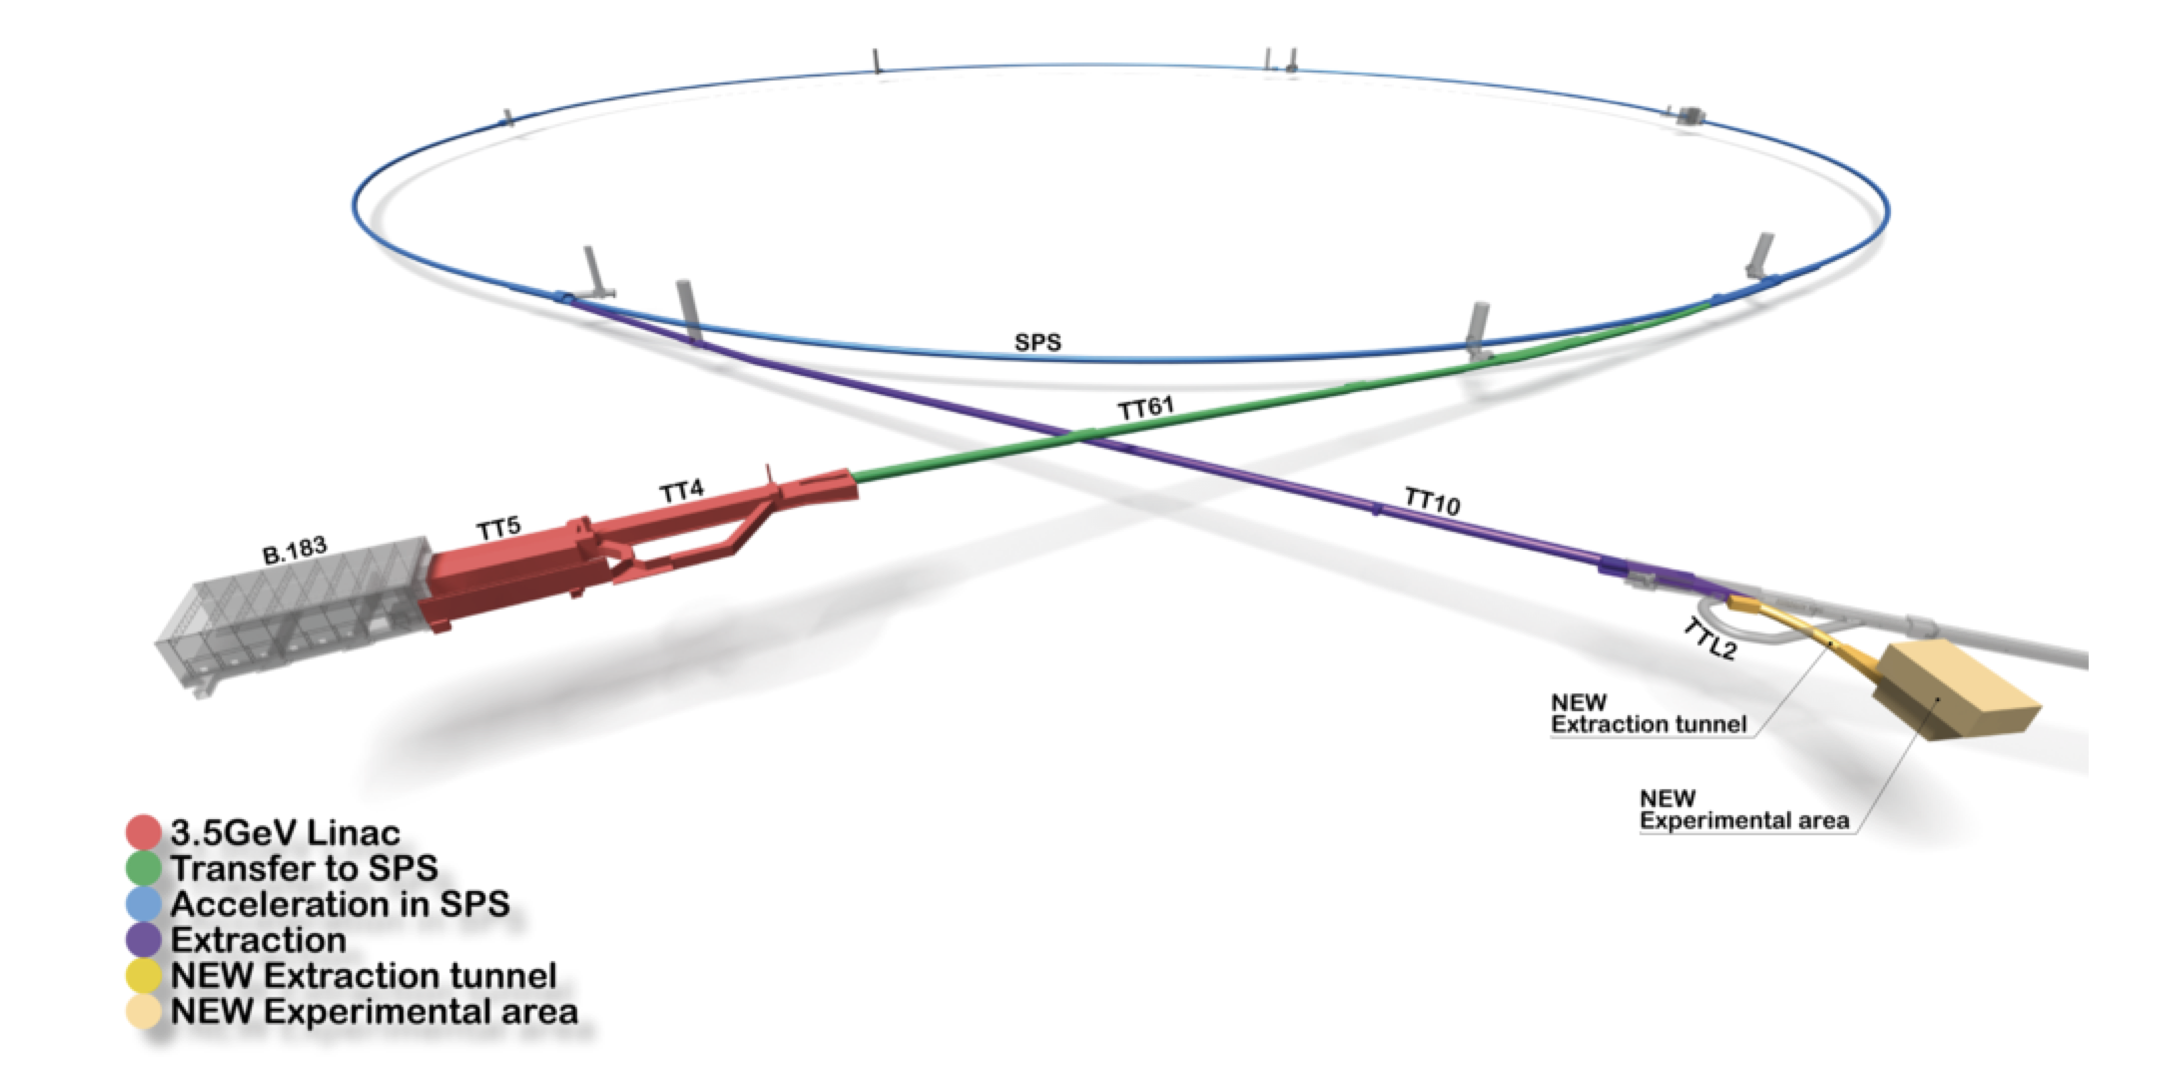 SPS
TT61
TT4
TT10
TT5
B.183
TTL2
NEW
Extraction tunnel
NEW
Experimental area
3.5GeV Linac
Transfer to SPS
Acceleration in SPS
Extraction
NEW Extraction tunnel
NEW Experimental area